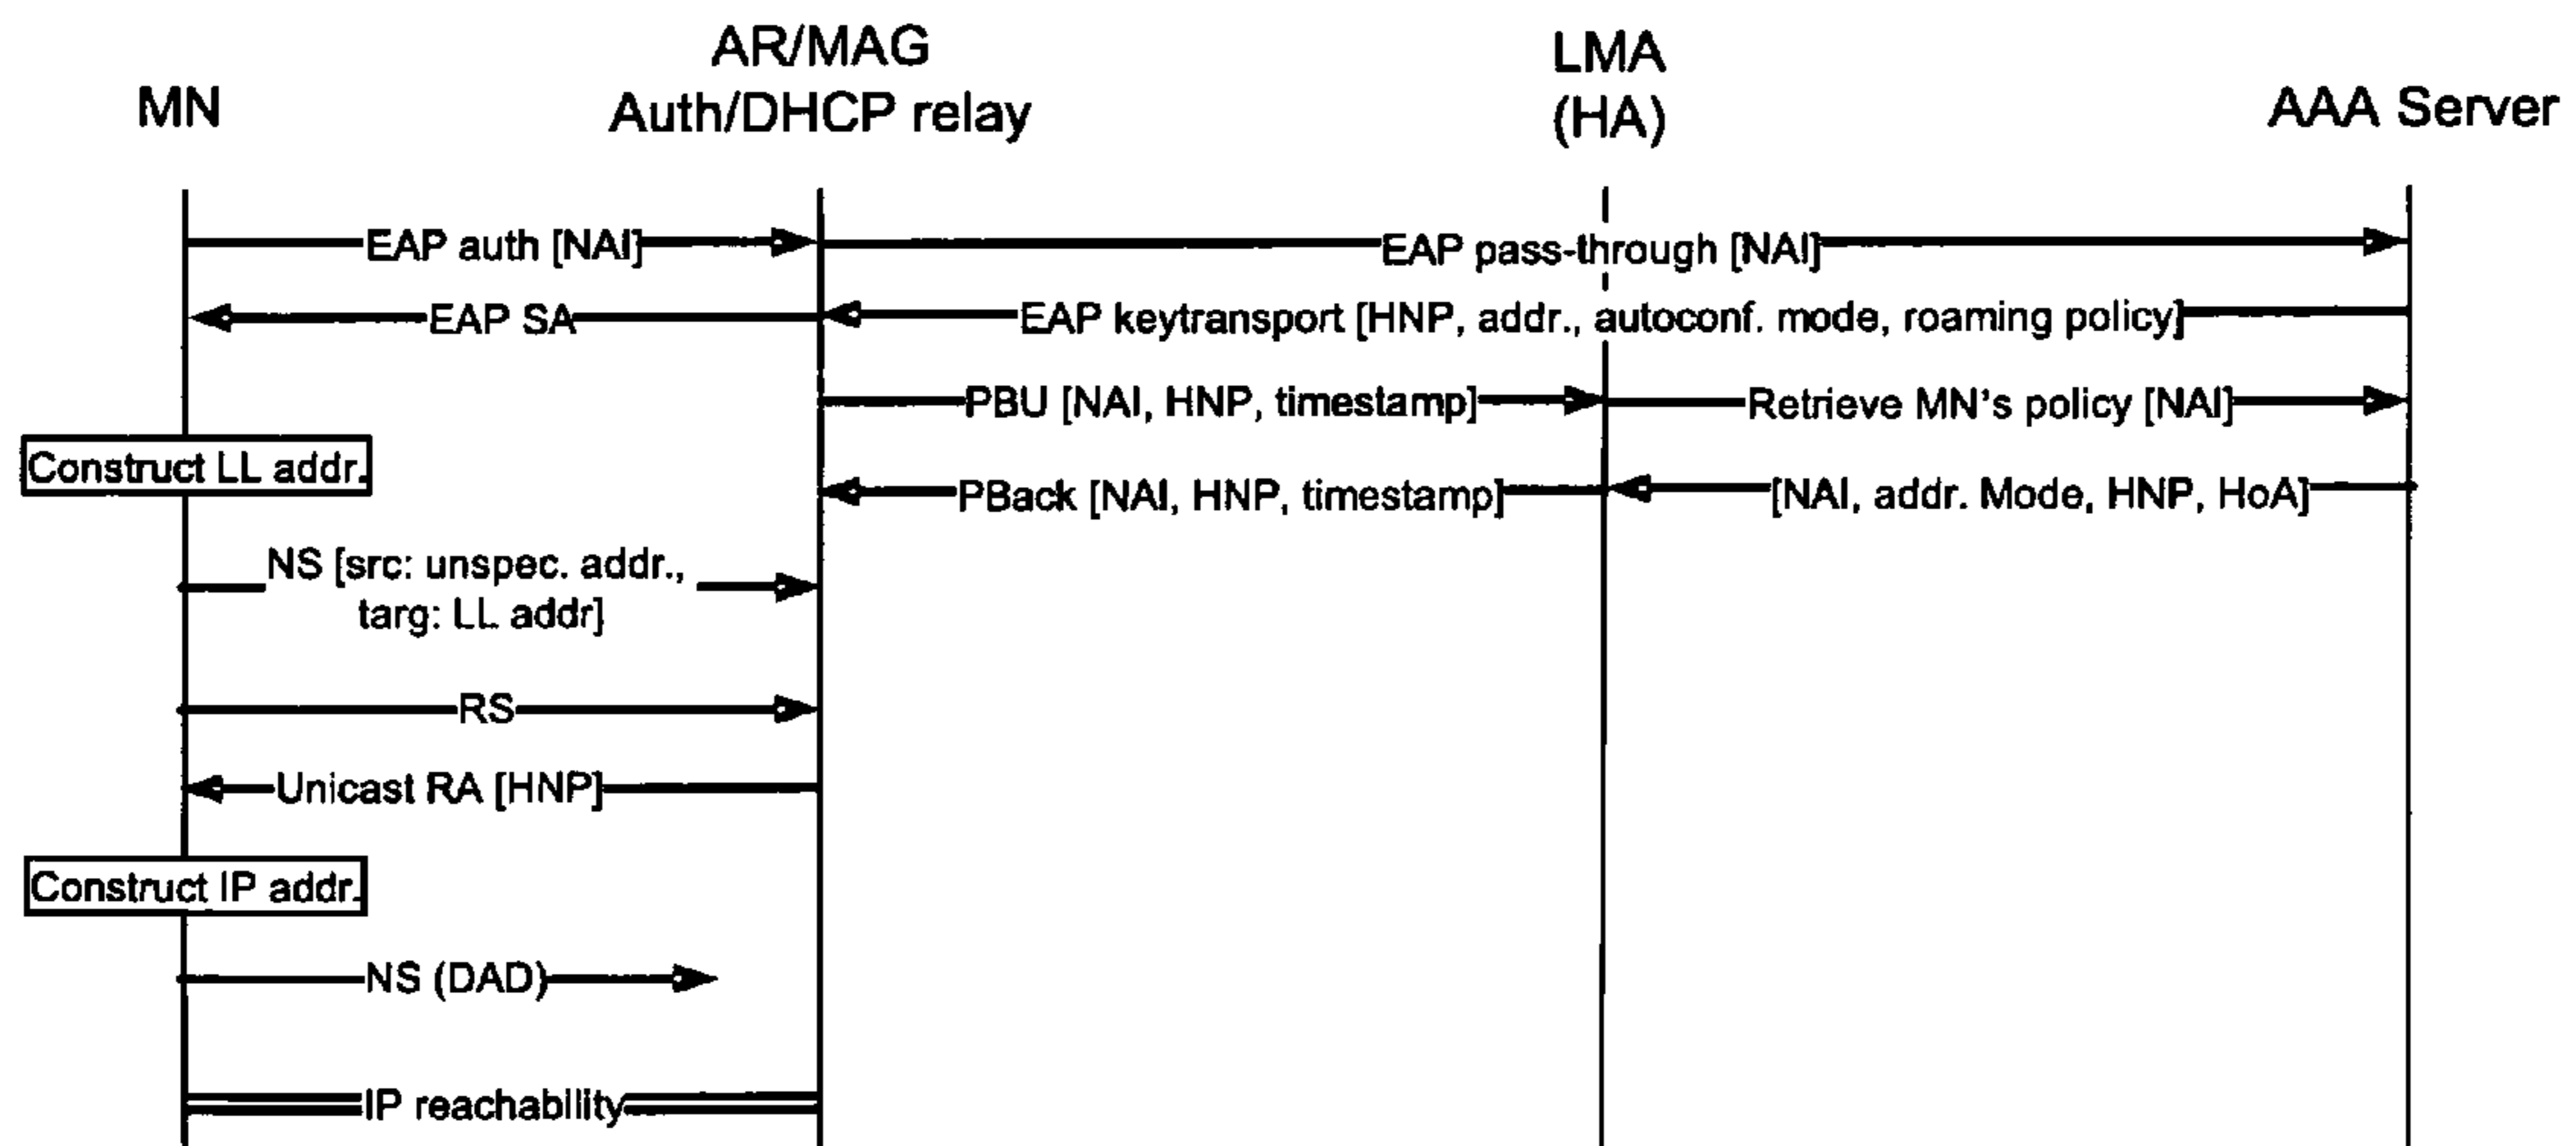 MN
AR/MAG
Auth/DHCP relay
LMA
(HA)
AAA Server
EAP auth [NAI]
EAP pass-through [NAI]
EAP SA
EAP keytransport [HNP, addr., autoconf. mode, roaming policy]
PBU [NAI, HNP, timestamp]
Retrieve MN's policy [NAI]
Construct LL addr.
PBack [NAI, HNP, timestamp]
[NAI, addr. Mode, HNP, HoA]
NS [src: unspec. addr.,
targ: LL addr]
RS
Unicast RA [HNP]
Construct IP addr.
NS (DAD)
IP reachability